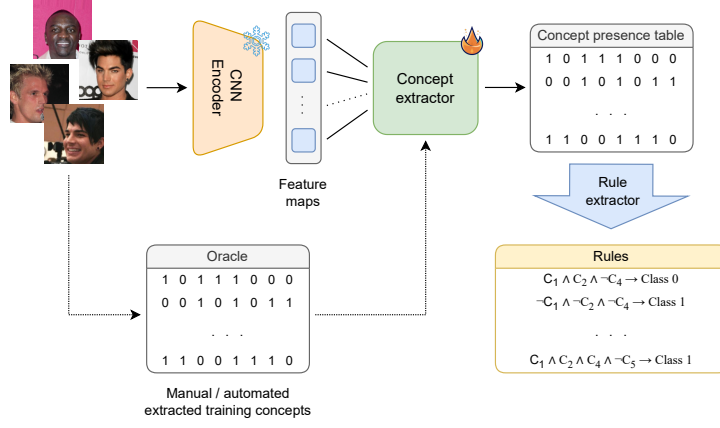 CNN
Encoder
Feature
maps
Concept
extractor
Concept presence table
1 0 1 1 1 0 0 0
0 0 1 0 1 0 1 1
. . .
1 1 0 0 1 1 1 0
Rule
extractor
Oracle
1 0 1 1 1 0 0 0
0 0 1 0 1 0 1 1
. . .
1 1 0 0 1 1 1 0
Manual / automated
extracted training concepts
Rules
C₁ ∧ C₂ ∧ ¬C₄ → Class 0
¬C₁ ∧ ¬C₂ ∧ ¬C₄ → Class 1
. . .
C₁ ∧ C₂ ∧ C₄ ∧ ¬C₅ → Class 1